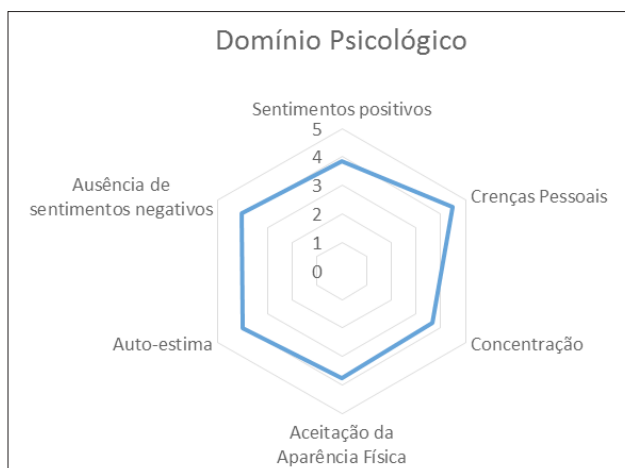 Domínio Psicológico
Sentimentos positivos
5
4
3
2
1
0
Crenças Pessoais
Concentração
Aceitação da
Aparência Física
Auto-estima
Ausência de
sentimentos negativos